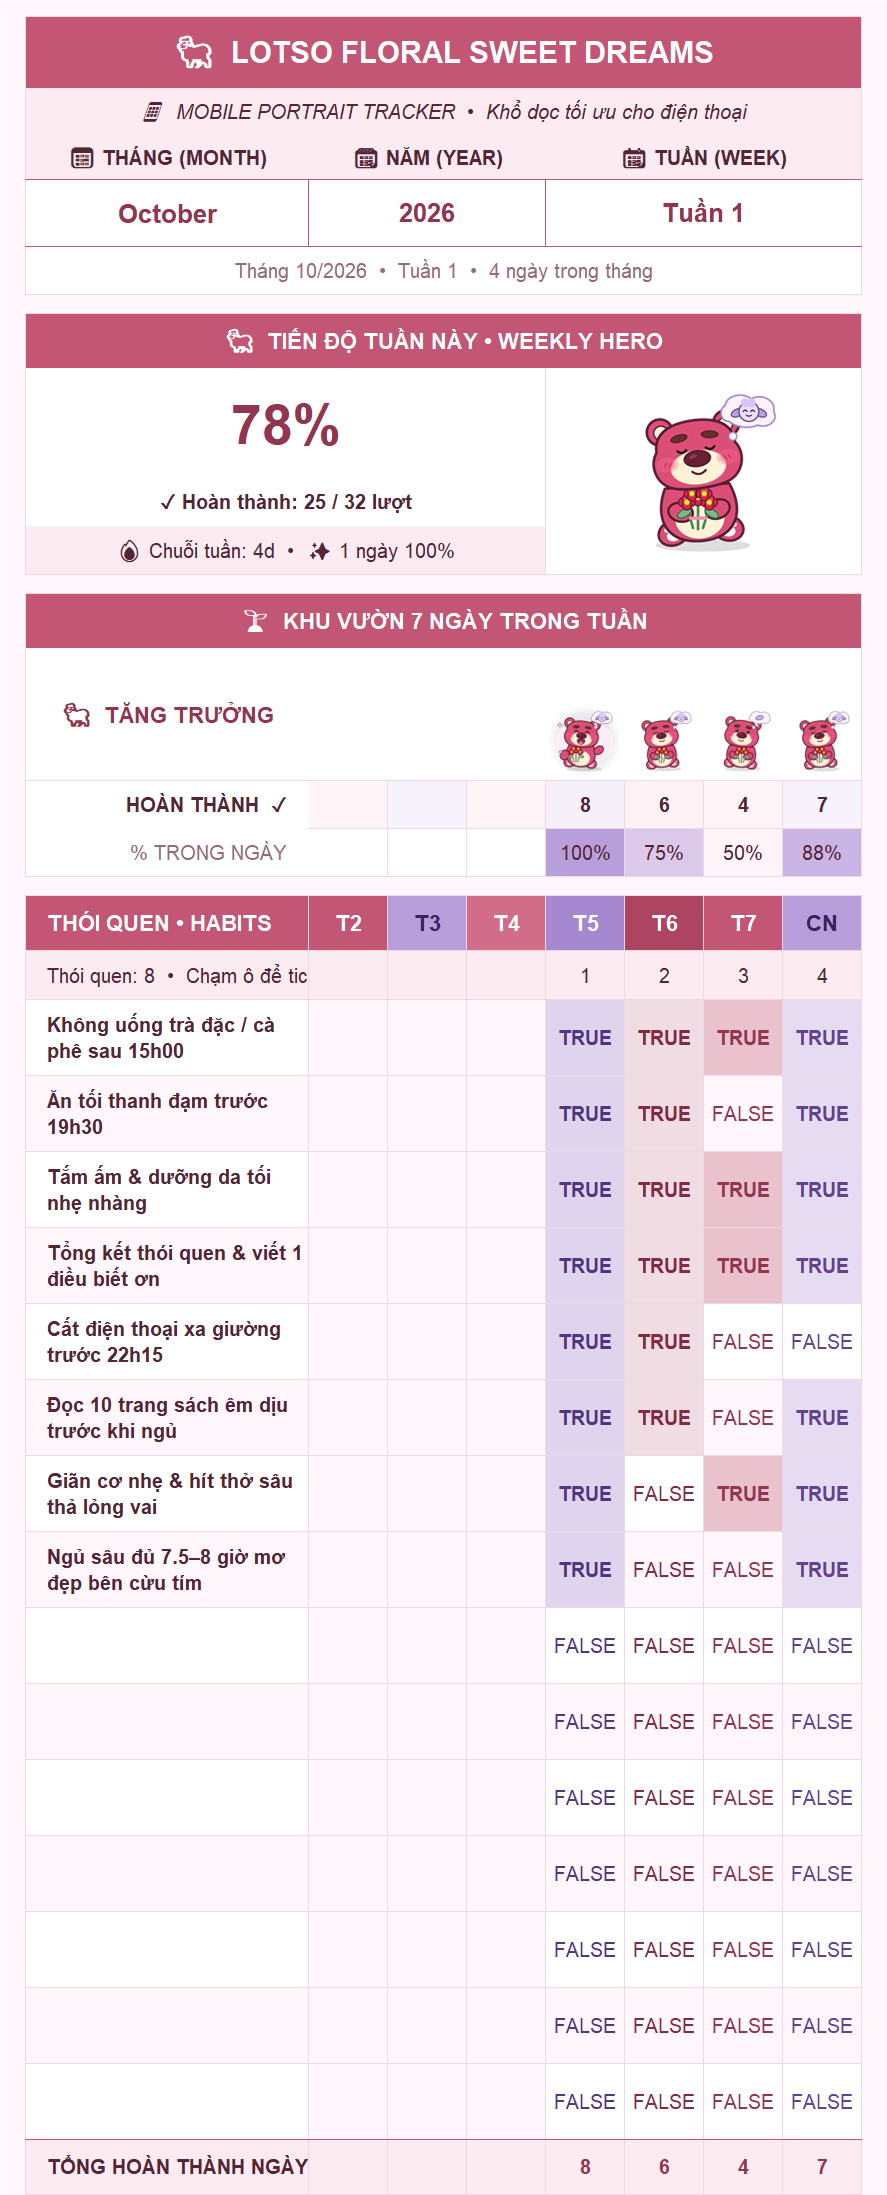 LOTSO FLORAL SWEET DREAMS
MOBILE PORTRAIT TRACKER • Khổ dọc tối ưu cho điện thoại
THÁNG (MONTH) NĂM (YEAR) TUẦN (WEEK)
October 2026 Tuần 1
Tháng 10/2026 • Tuần 1 • 4 ngày trong tháng
TIẾN ĐỘ TUẦN NÀY • WEEKLY HERO
78%
✓ Hoàn thành: 25 / 32 lượt
Chuỗi tuần: 4d • 1 ngày 100%
KHU VƯỜN 7 NGÀY TRONG TUẦN
TĂNG TRƯỞNG
HOÀN THÀNH ✓ 8 6 4 7
% TRONG NGÀY 100% 75% 50% 88%
THÓI QUEN • HABITS T2 T3 T4 T5 T6 T7 CN
Thói quen: 8 • Chạm ô để tic 1 2 3 4
Không uống trà đặc / cà
phê sau 15h00
TRUE TRUE TRUE TRUE
Ăn tối thanh đạm trước
19h30
TRUE TRUE FALSE TRUE
Tắm ấm & dưỡng da tối
nhẹ nhàng
TRUE TRUE TRUE TRUE
Tổng kết thói quen & viết 1
điều biết ơn
TRUE TRUE TRUE TRUE
Cất điện thoại xa giường
trước 22h15
TRUE TRUE FALSE FALSE
Đọc 10 trang sách êm dịu
trước khi ngủ
TRUE TRUE FALSE TRUE
Giãn cơ nhẹ & hít thở sâu
thả lỏng vai
TRUE FALSE TRUE TRUE
Ngủ sâu đủ 7.5–8 giờ mơ
đẹp bên cừu tím
TRUE FALSE FALSE TRUE
FALSE FALSE FALSE FALSE
FALSE FALSE FALSE FALSE
FALSE FALSE FALSE FALSE
FALSE FALSE FALSE FALSE
FALSE FALSE FALSE FALSE
FALSE FALSE FALSE FALSE
FALSE FALSE FALSE FALSE
TỔNG HOÀN THÀNH NGÀY 8 6 4 7